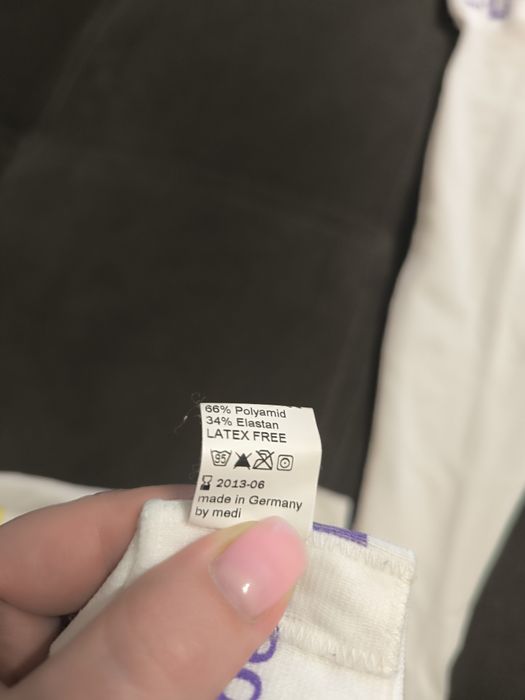 66% Polyamid
34% Elastan
LATEX FREE
95
2013-06
made in Germany
by medi